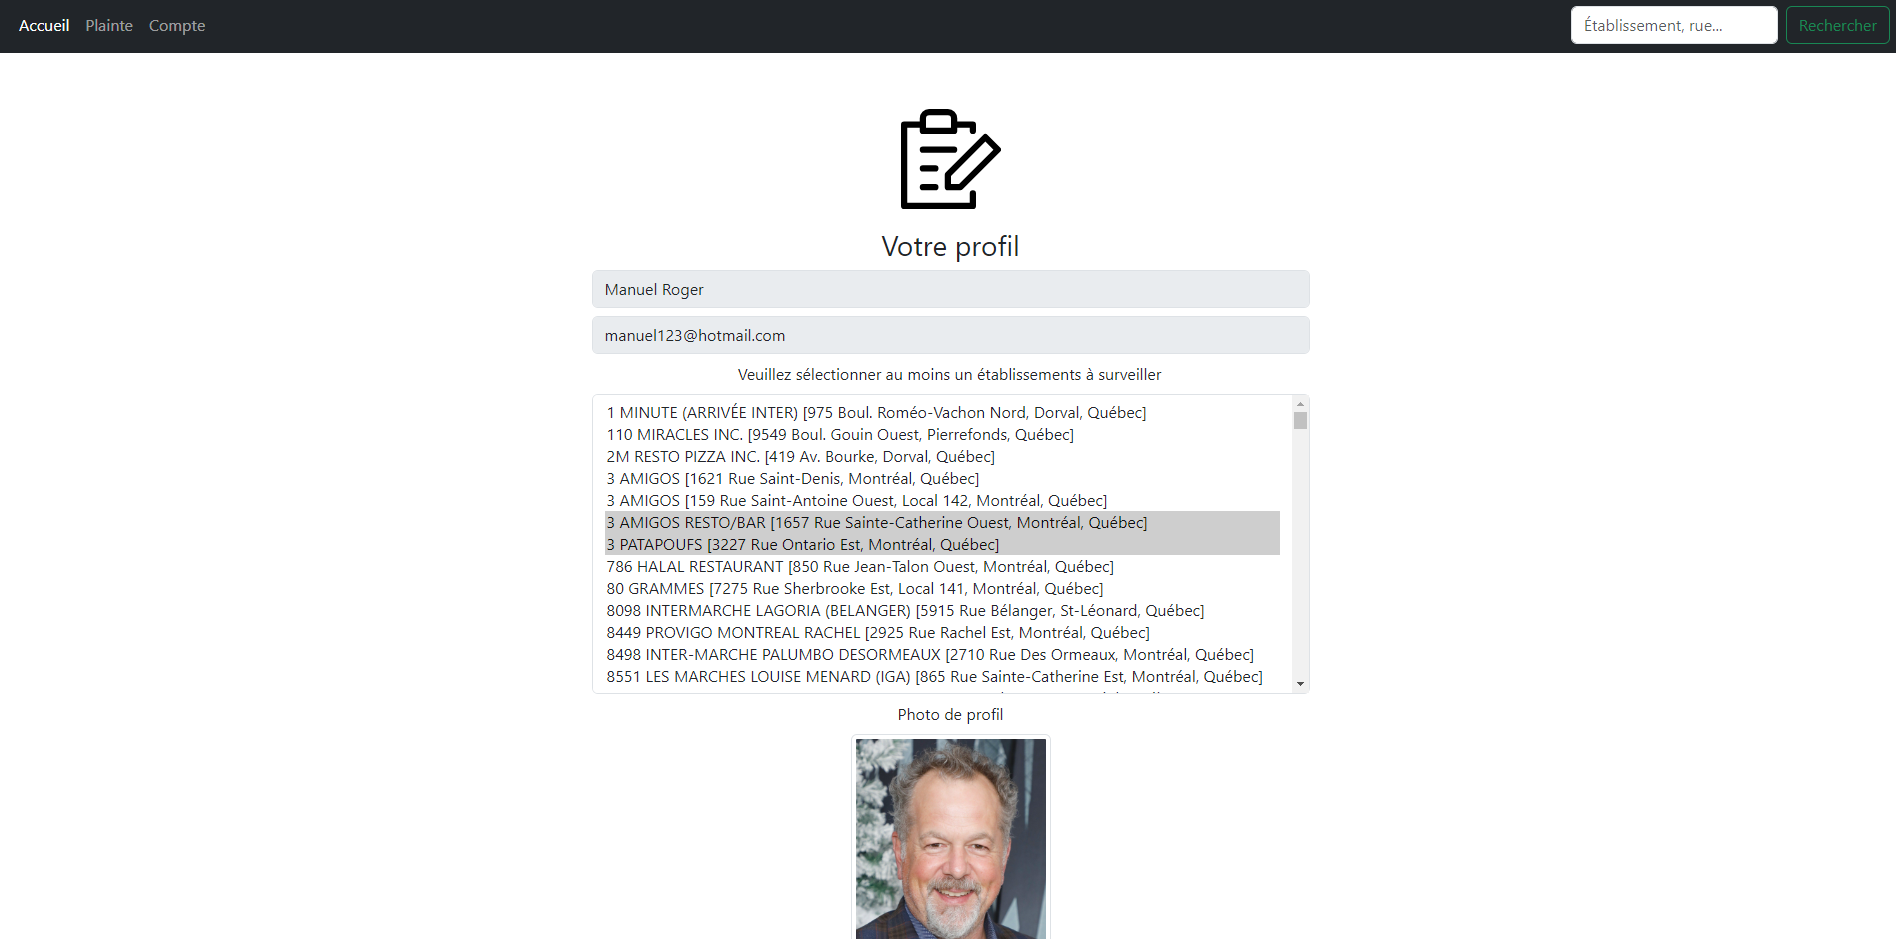 Accueil Plainte Compte Établissement, rue... Rechercher
Votre profil
Manuel Roger
manuel123@hotmail.com
Veuillez sélectionner au moins un établissements à surveiller
1 MINUTE (ARRIVÉE INTER) [975 Boul. Roméo-Vachon Nord, Dorval, Québec]
110 MIRACLES INC. [9549 Boul. Gouin Ouest, Pierrefonds, Québec]
2M RESTO PIZZA INC. [419 Av. Bourke, Dorval, Québec]
3 AMIGOS [1621 Rue Saint-Denis, Montréal, Québec]
3 AMIGOS [159 Rue Saint-Antoine Ouest, Local 142, Montréal, Québec]
3 AMIGOS RESTO/BAR [1657 Rue Sainte-Catherine Ouest, Montréal, Québec]
3 PATAPOUFS [3227 Rue Ontario Est, Montréal, Québec]
786 HALAL RESTAURANT [850 Rue Jean-Talon Ouest, Montréal, Québec]
80 GRAMMES [7275 Rue Sherbrooke Est, Local 141, Montréal, Québec]
8098 INTERMARCHE LAGORIA (BELANGER) [5915 Rue Bélanger, St-Léonard, Québec]
8449 PROVIGO MONTREAL RACHEL [2925 Rue Rachel Est, Montréal, Québec]
8498 INTER-MARCHE PALUMBO DESORMEAUX [2710 Rue Des Ormeaux, Montréal, Québec]
8551 LES MARCHES LOUISE MENARD (IGA) [865 Rue Sainte-Catherine Est, Montréal, Québec]
Photo de profil